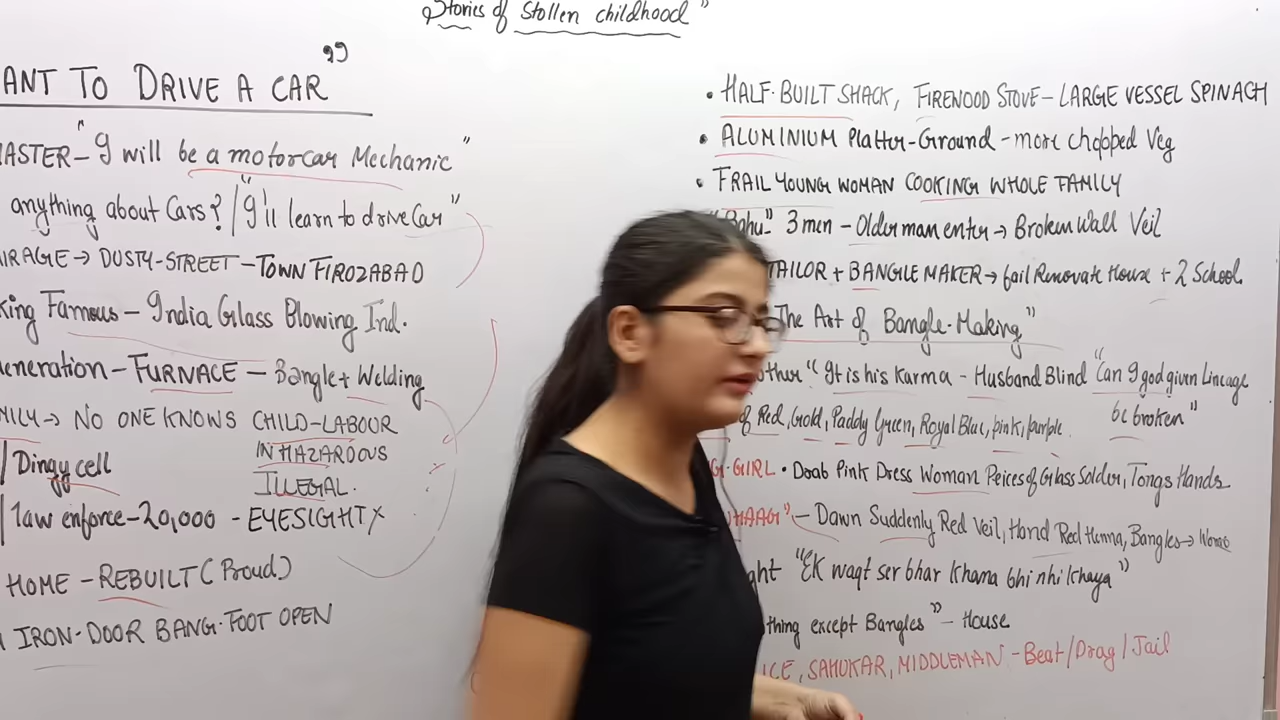 Stories of Stollen childhood"
ANT TO DRIVE A CAR"
ASTER - "I will be a motorcar Mechanic"
anything about Cars? / "I'll learn to drive Car"
IRAGE → DUSTY-STREET - TOWN FIROZABAD
king Famous - India Glass Blowing Ind.
eneration - FURNACE - Bangle + Welding
MILY → NO ONE KNOWS CHILD-LABOUR
IN HAZARDOUS
/ Dingy cell
ILLEGAL.
/ law enforce - 20,000 - EYESIGHT X
HOME - REBUILT (Proud)
IRON-DOOR BANG-FOOT OPEN
• HALF-BUILT SHACK, FIREWOOD STOVE - LARGE VESSEL SPINACH
• ALUMINIUM Platter-Ground - more chopped Veg
• FRAIL YOUNG WOMAN COOKING WHOLE FAMILY
"Bahu" 3 men - Older man enter → Broken Wall Veil
TAILOR + BANGLE MAKER → fail Renovate House + 2 School
The Art of Bangle-Making"
other "It is his Karma - Husband Blind "Can I god given Lineage
be broken"
of Red, Gold, Paddy Green, Royal Blue, pink, purple
G-GIRL • Drab Pink Dress Woman Peices of Glass Solder, Tongs Hands
HAAG" - Dawn Suddenly Red Veil, Hand Red Henna, Bangles →
ght "EK waqt ser bhar Khana bhi nhi Khaya"
thing except Bangles" - House
ICE, SAHUKAR, MIDDLEMAN - Beat / Drag / Jail